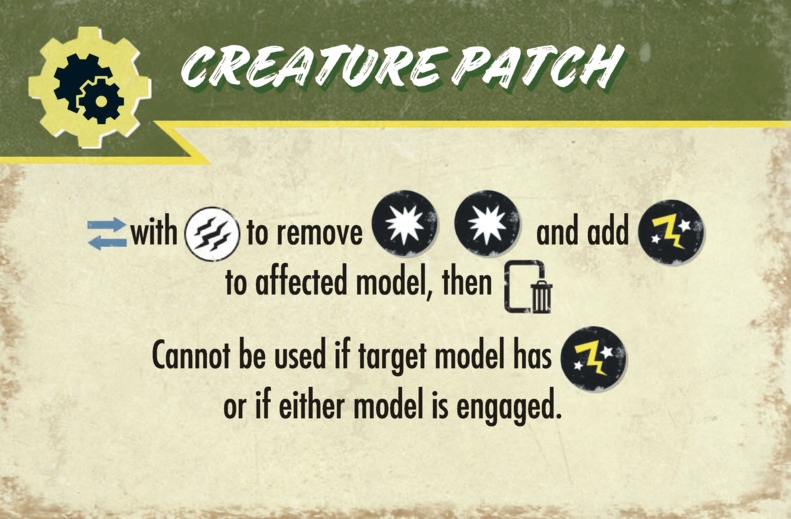 CREATURE PATCH
with to remove and add
to affected model, then
Cannot be used if target model has
or if either model is engaged.